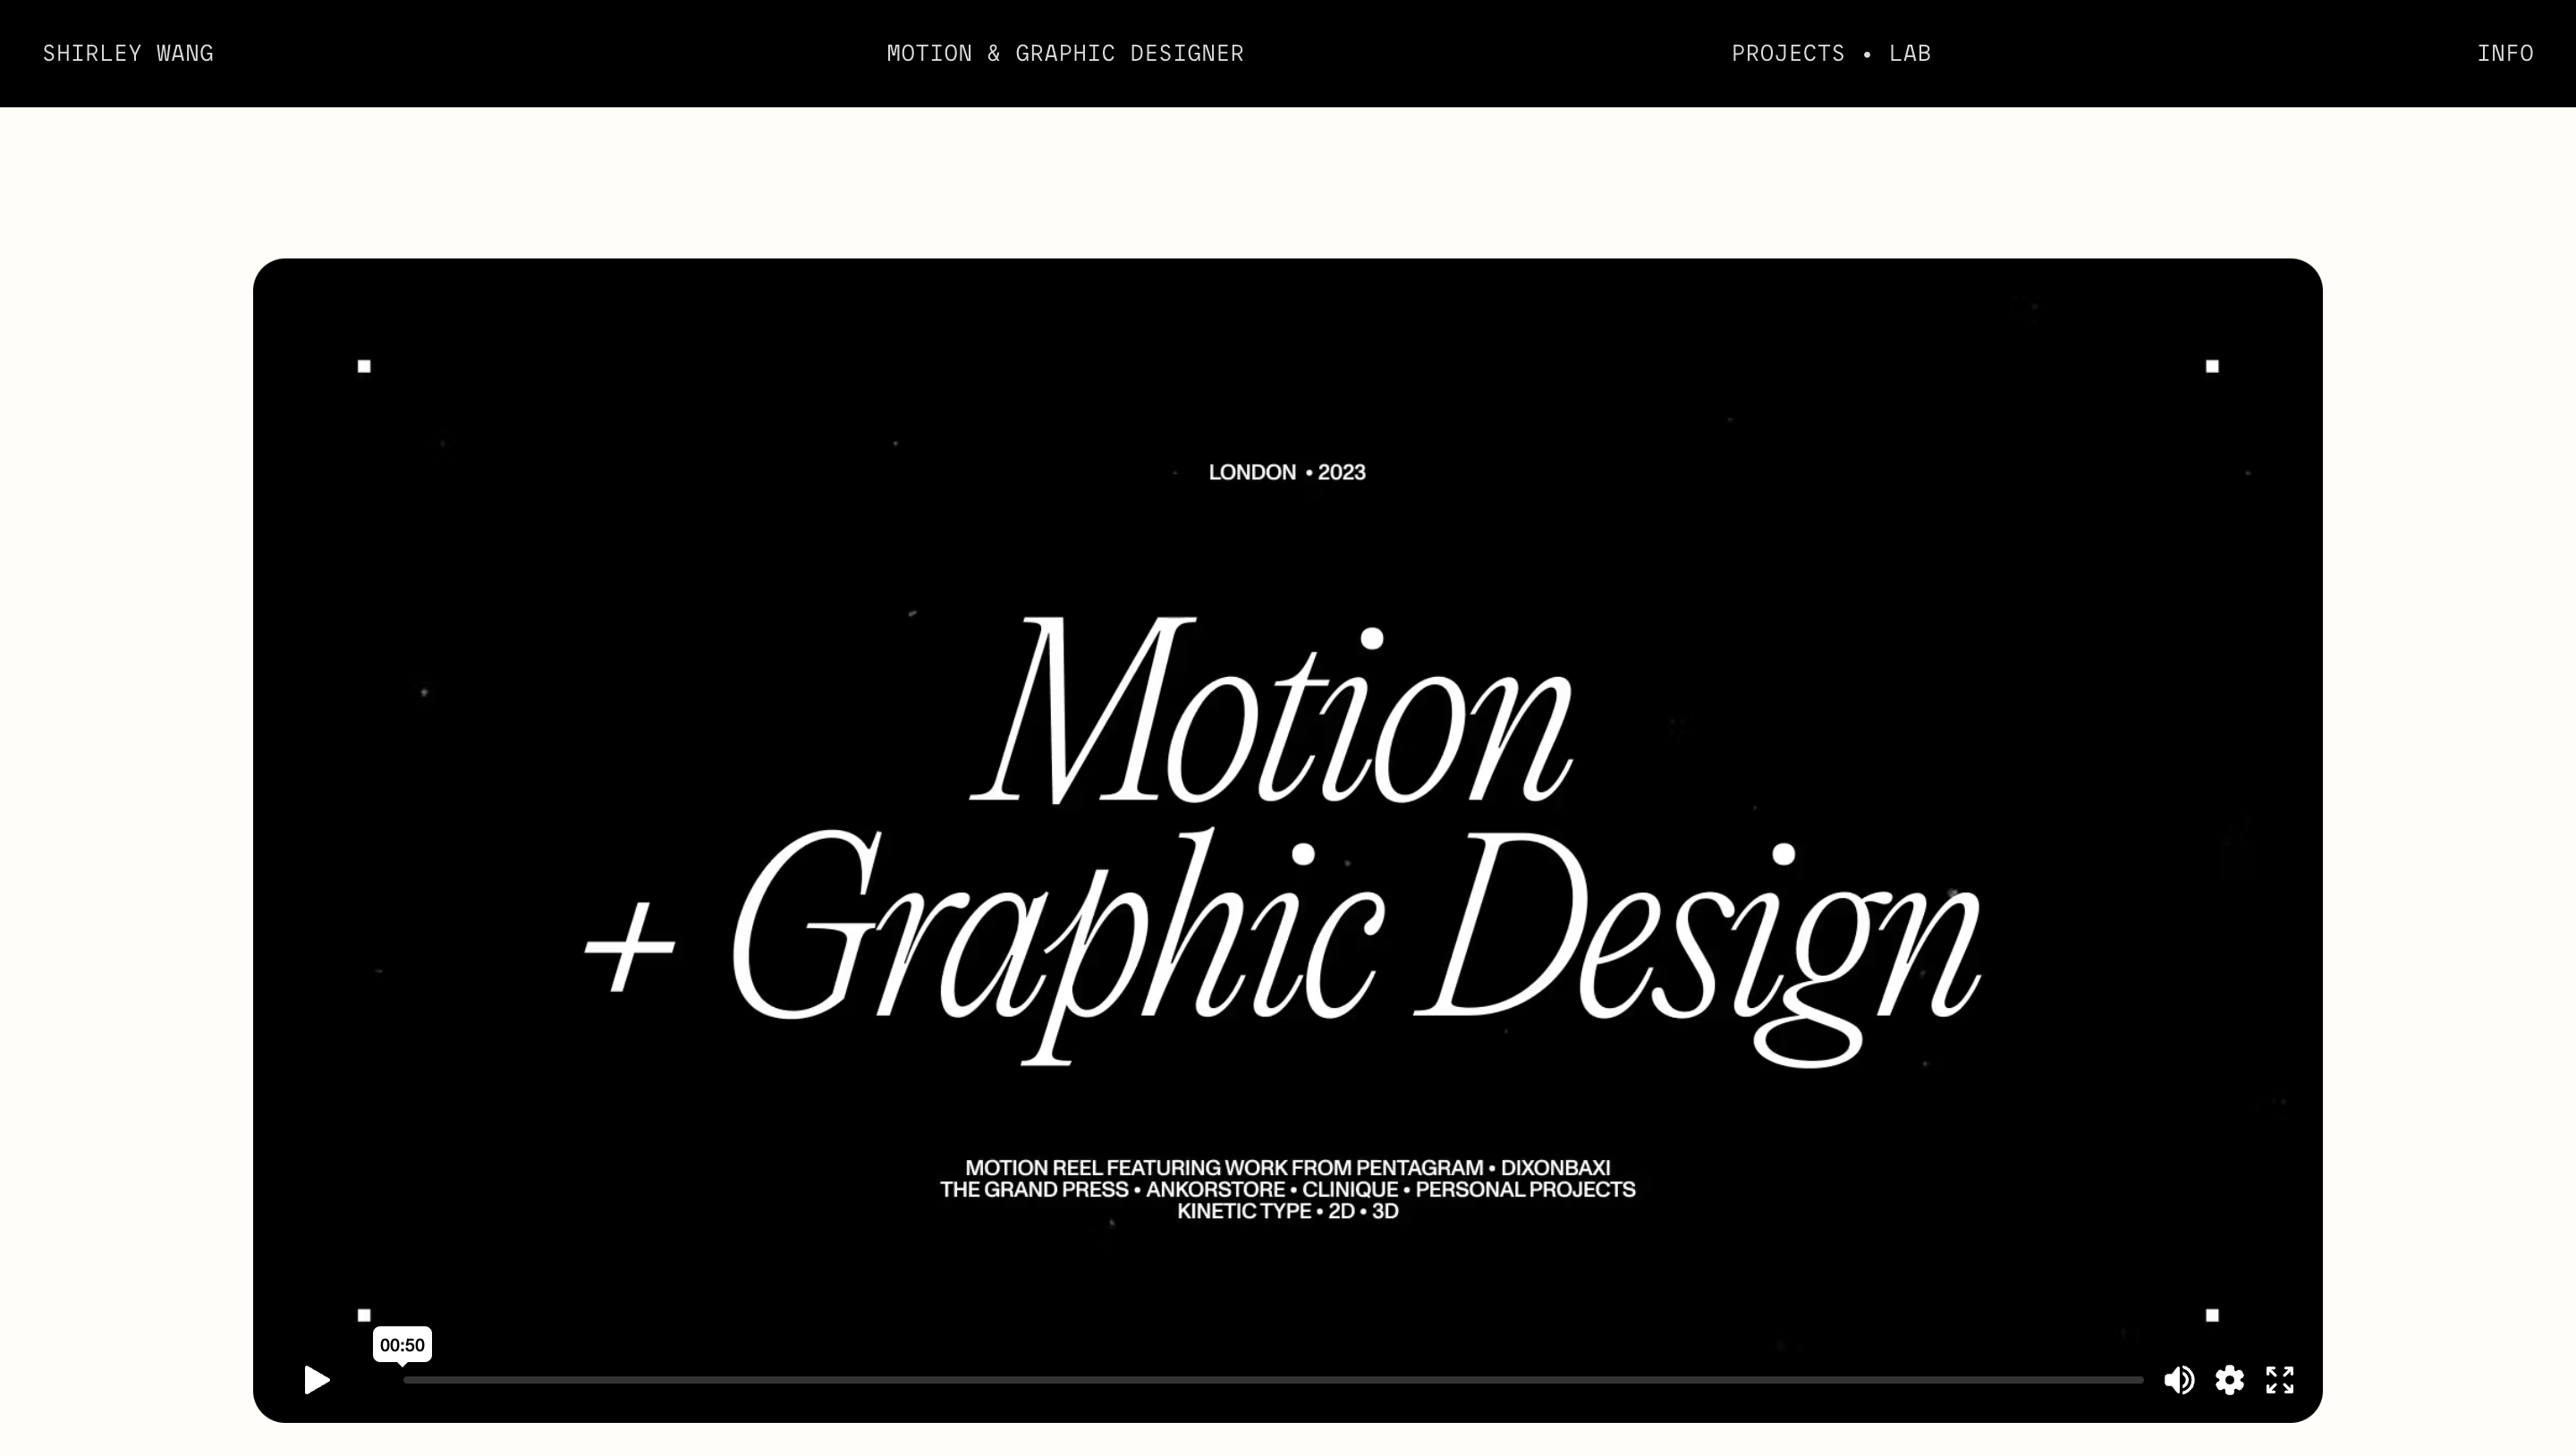 SHIRLEY WANG
MOTION & GRAPHIC DESIGNER
PROJECTS • LAB
INFO
LONDON • 2023
Motion
+ Graphic Design
MOTION REEL FEATURING WORK FROM PENTAGRAM • DIXONBAXI
THE GRAND PRESS • ANKORSTORE • CLINIQUE • PERSONAL PROJECTS
KINETIC TYPE • 2D • 3D
00:50